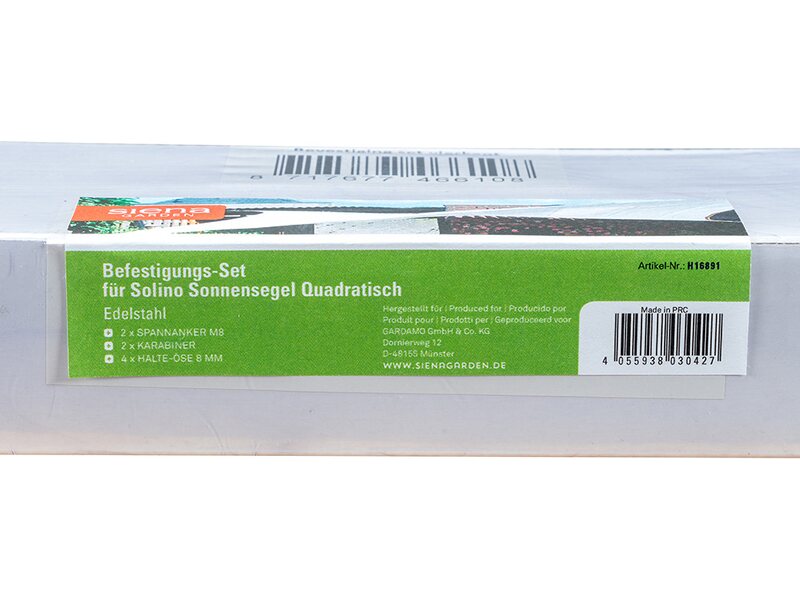 8 717677 466108
siena
GARDEN
Befestigungs-Set
für Solino Sonnensegel Quadratisch
Edelstahl
2 x SPANNANKER M8
2 x KARABINER
4 x HALTE-ÖSE 8 MM
Artikel-Nr.: H16891
Hergestellt für | Produced for | Producido por
Produit pour | Prodotti per | Geproduceerd voor
GARDAMO GmbH & Co. KG
Dornierweg 12
D-48155 Münster
WWW.SIENAGARDEN.DE
Made in PRC
4 055938 030427